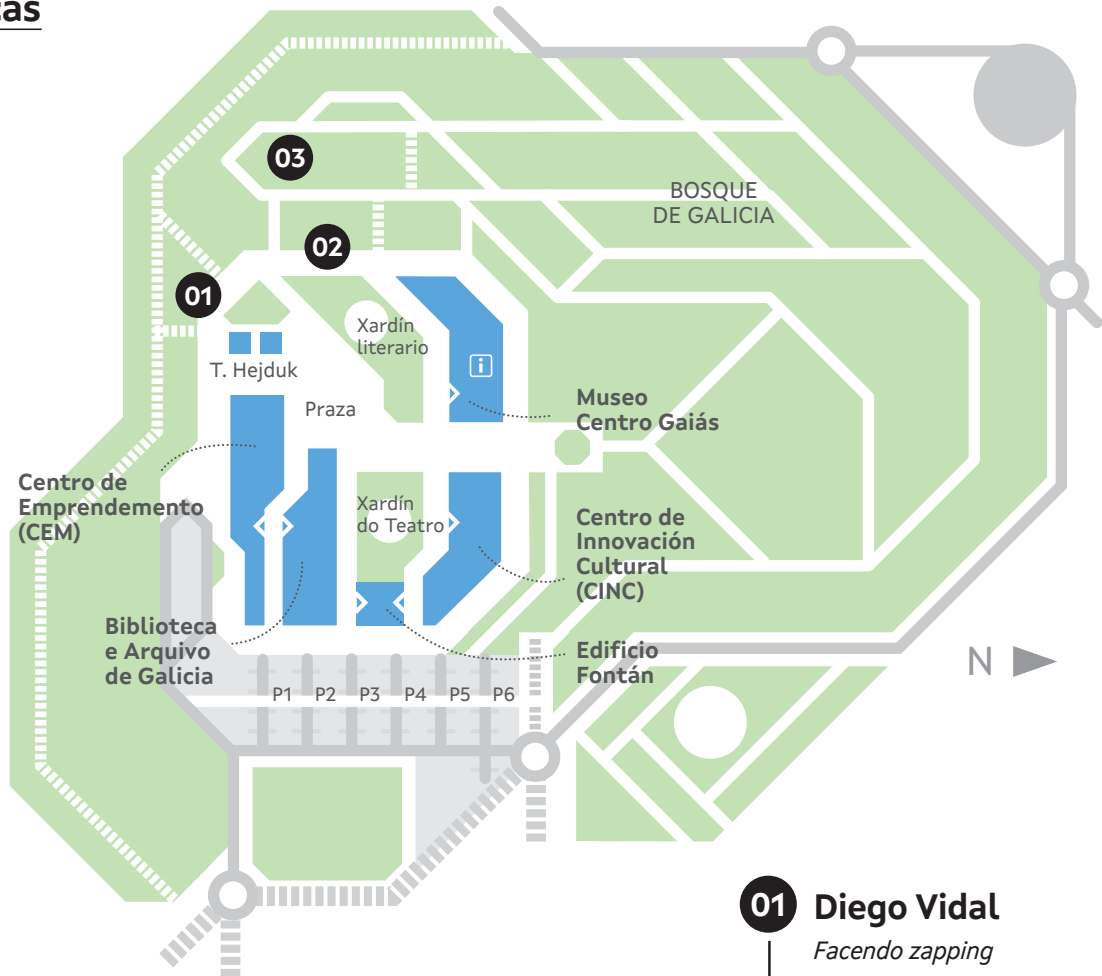 03
BOSQUE
DE GALICIA
02
01
Xardín
literario
i
T. Hejduk
Praza
Museo
Centro Gaiás
Centro de
Emprendemento
(CEM)
Xardín
do Teatro
Centro de
Innovación
Cultural
(CINC)
Biblioteca
e Arquivo
de Galicia
Edificio
Fontán
N
P1 P2 P3 P4 P5 P6
01 Diego Vidal
Facendo zapping